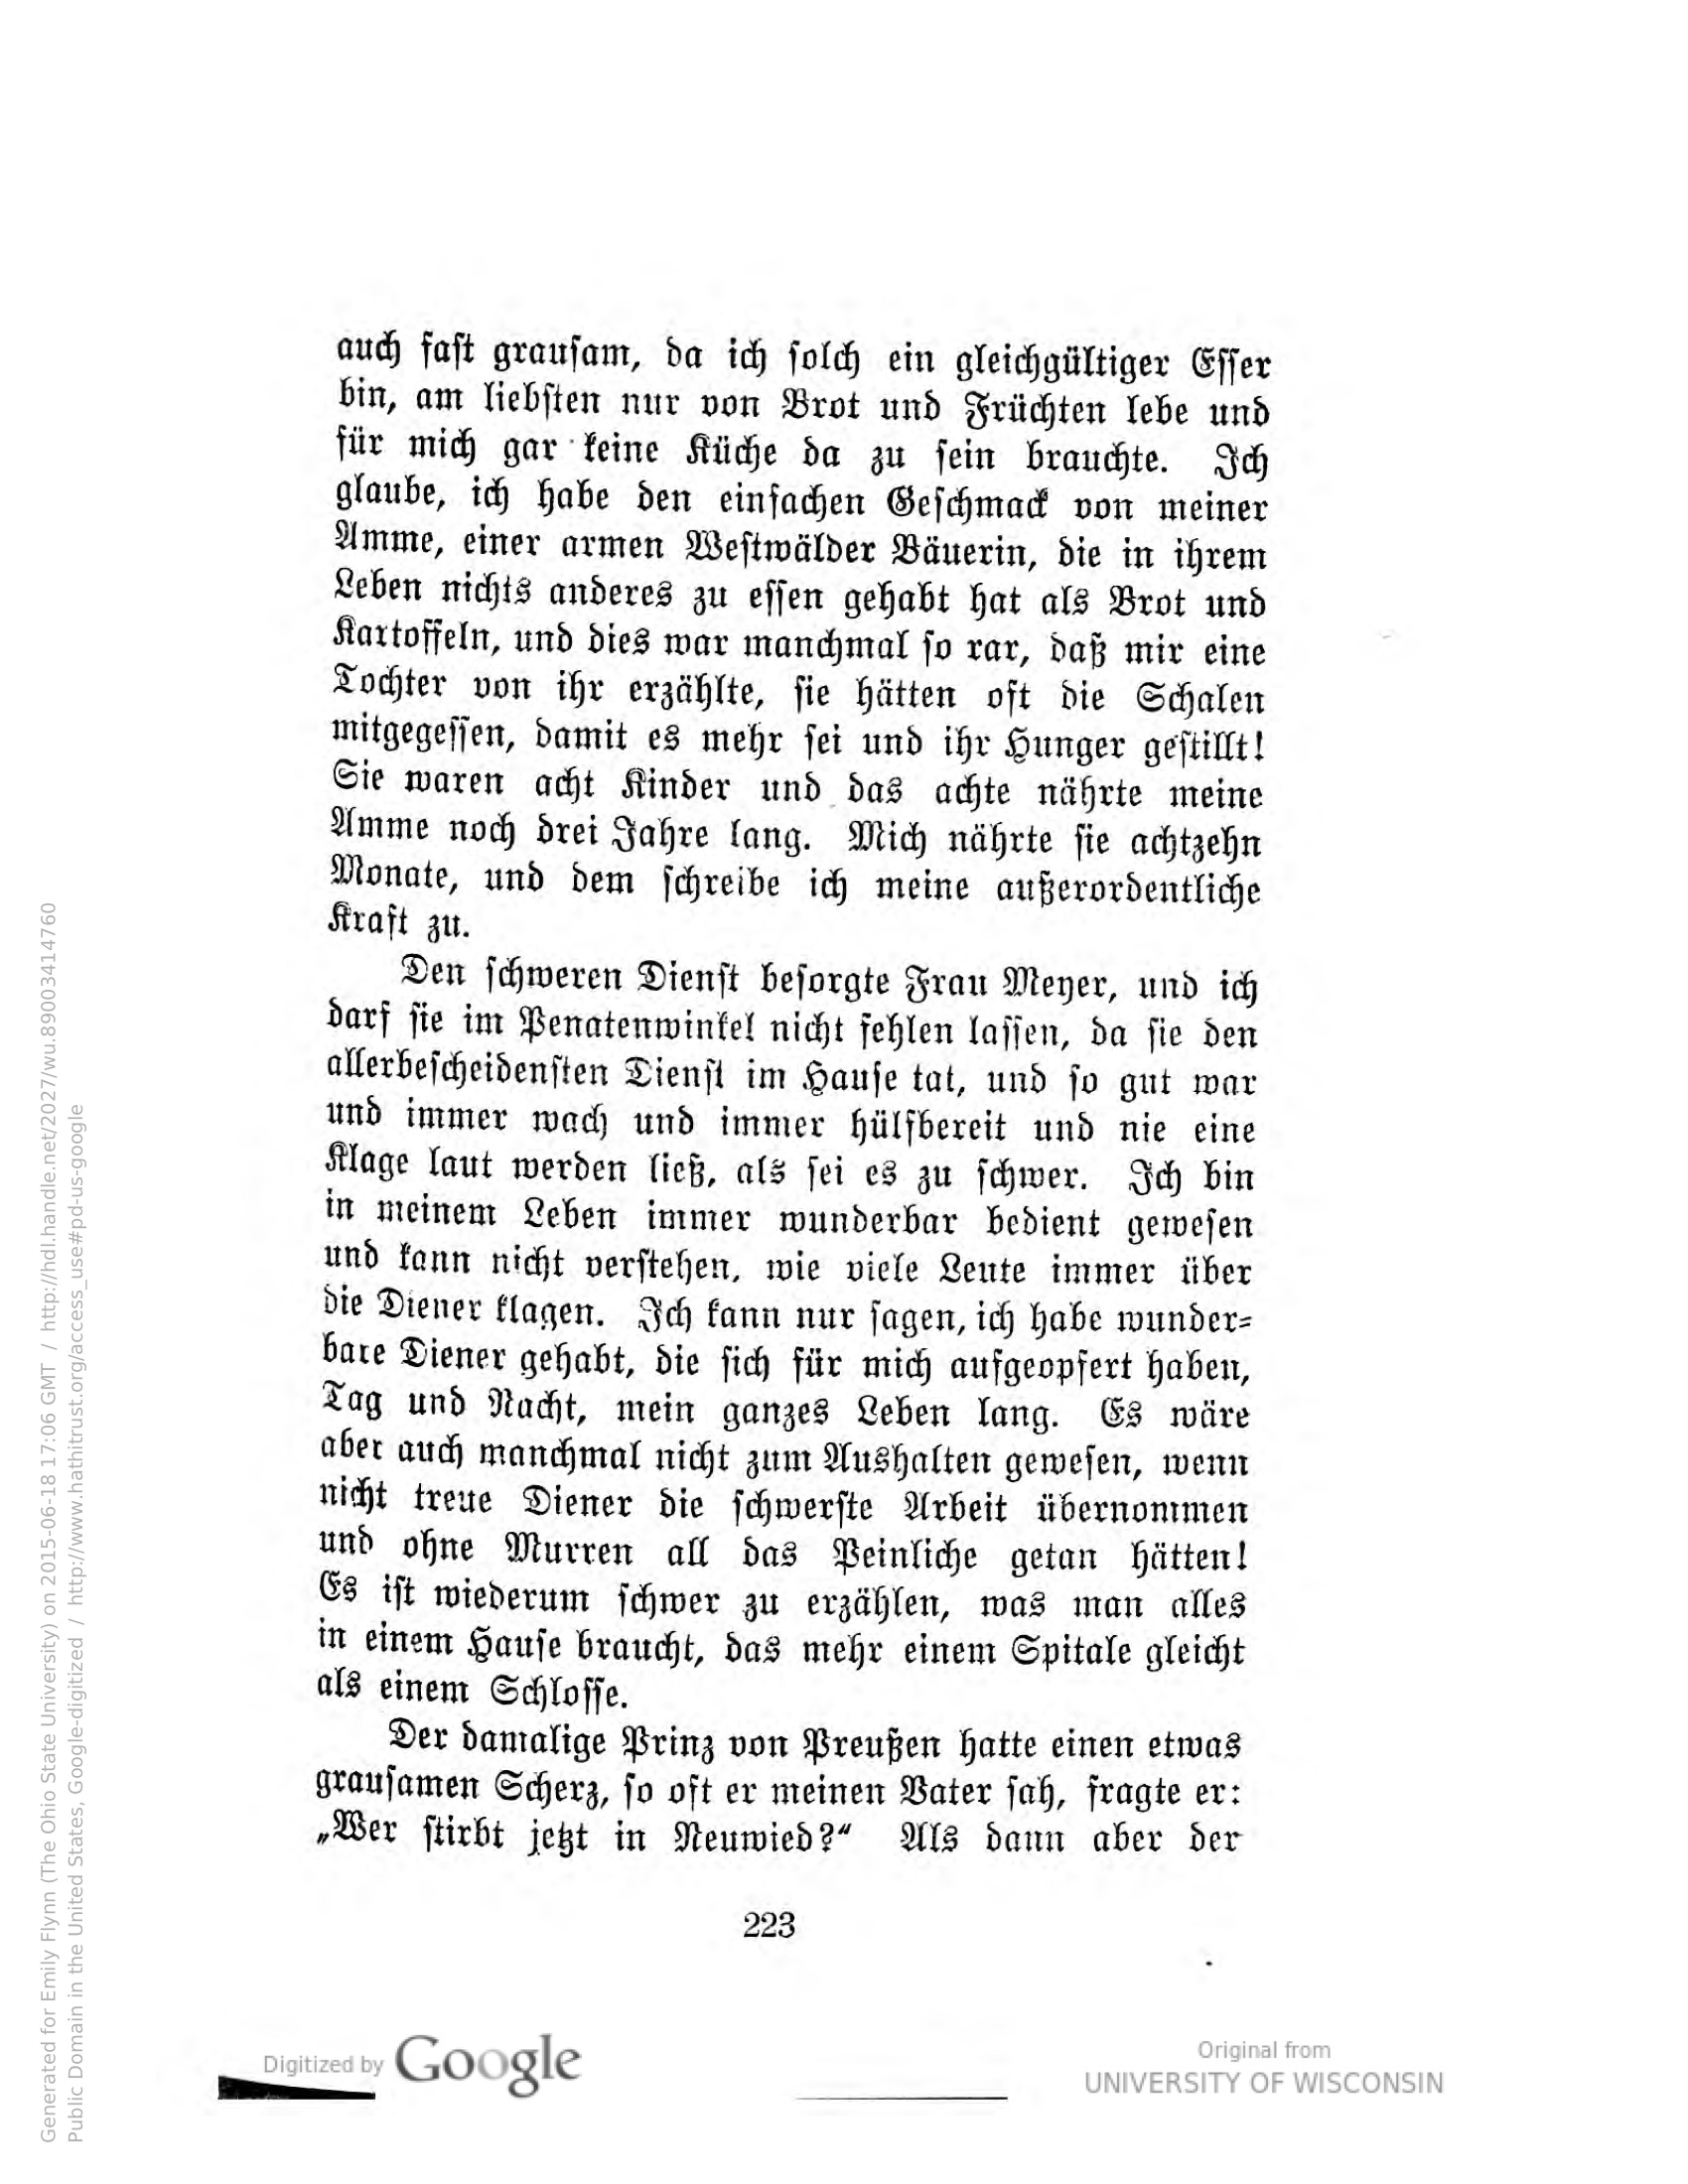 auch fast grausam, da ich solch ein gleichgültiger Esser
bin, am liebsten nur von Brot und Früchten lebe und
für mich gar keine Küche da zu sein brauchte. Ich
glaube, ich habe den einfachen Geschmack von meiner
Amme, einer armen Westwälder Bäuerin, die in ihrem
Leben nichts anderes zu essen gehabt hat als Brot und
Kartoffeln, und dies war manchmal so rar, daß mir eine
Tochter von ihr erzählte, sie hätten oft die Schalen
mitgegessen, damit es mehr sei und ihr Hunger gestillt!
Sie waren acht Kinder und das achte nährte meine
Amme noch drei Jahre lang. Mich nährte sie achtzehn
Monate, und dem schreibe ich meine außerordentliche
Kraft zu.
Den schweren Dienst besorgte Frau Meyer, und ich
darf sie im Penatenwinkel nicht fehlen lassen, da sie den
allerbescheidensten Dienst im Hause tat, und so gut war
und immer wach und immer hülfbereit und nie eine
Klage laut werden ließ, als sei es zu schwer. Ich bin
in meinem Leben immer wunderbar bedient gewesen
und kann nicht verstehen, wie viele Leute immer über
die Diener klagen. Ich kann nur sagen, ich habe wunder-
bare Diener gehabt, die sich für mich aufgeopfert haben,
Tag und Nacht, mein ganzes Leben lang. Es wäre
aber auch manchmal nicht zum Aushalten gewesen, wenn
nicht treue Diener die schwerste Arbeit übernommen
und ohne Murren all das Peinliche getan hätten!
Es ist wiederum schwer zu erzählen, was man alles
in einem Hause braucht, das mehr einem Spitale gleicht
als einem Schlosse.
Der damalige Prinz von Preußen hatte einen etwas
grausamen Scherz, so oft er meinen Vater sah, fragte er:
„Wer stirbt jetzt in Neuwied?“ Als dann aber der
223
Digitized by Google
Original from
UNIVERSITY OF WISCONSIN
Generated for Emily Flynn (The Ohio State University) on 2015-06-18 17:06 GMT / http://hdl.handle.net/2027/wu.89003414760
Public Domain in the United States, Google-digitized / http://www.hathitrust.org/access_use#pd-us-google